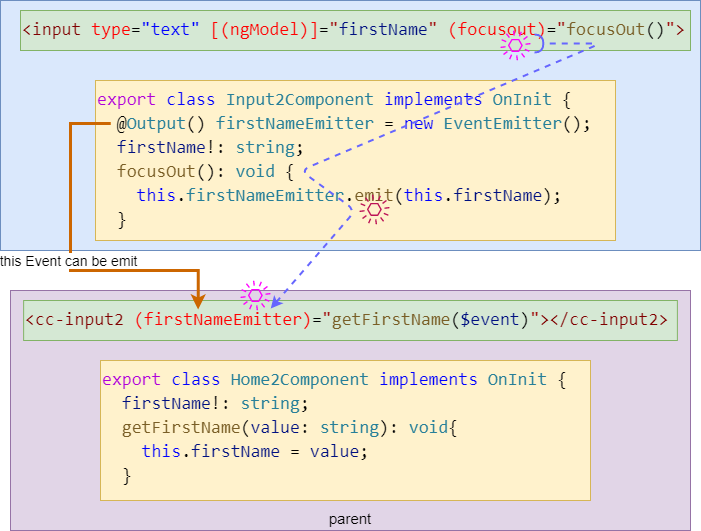 <input type="text" [(ngModel)]="firstName" (focusout)="focusOut()">
export class Input2Component implements OnInit {
@Output() firstNameEmitter = new EventEmitter();
firstName!: string;
focusOut(): void {
this.firstNameEmitter.emit(this.firstName);
}
this Event can be emit
<cc-input2 (firstNameEmitter)="getFirstName($event)"></cc-input2>
export class Home2Component implements OnInit {
firstName!: string;
getFirstName(value: string): void{
this.firstName = value;
}
parent